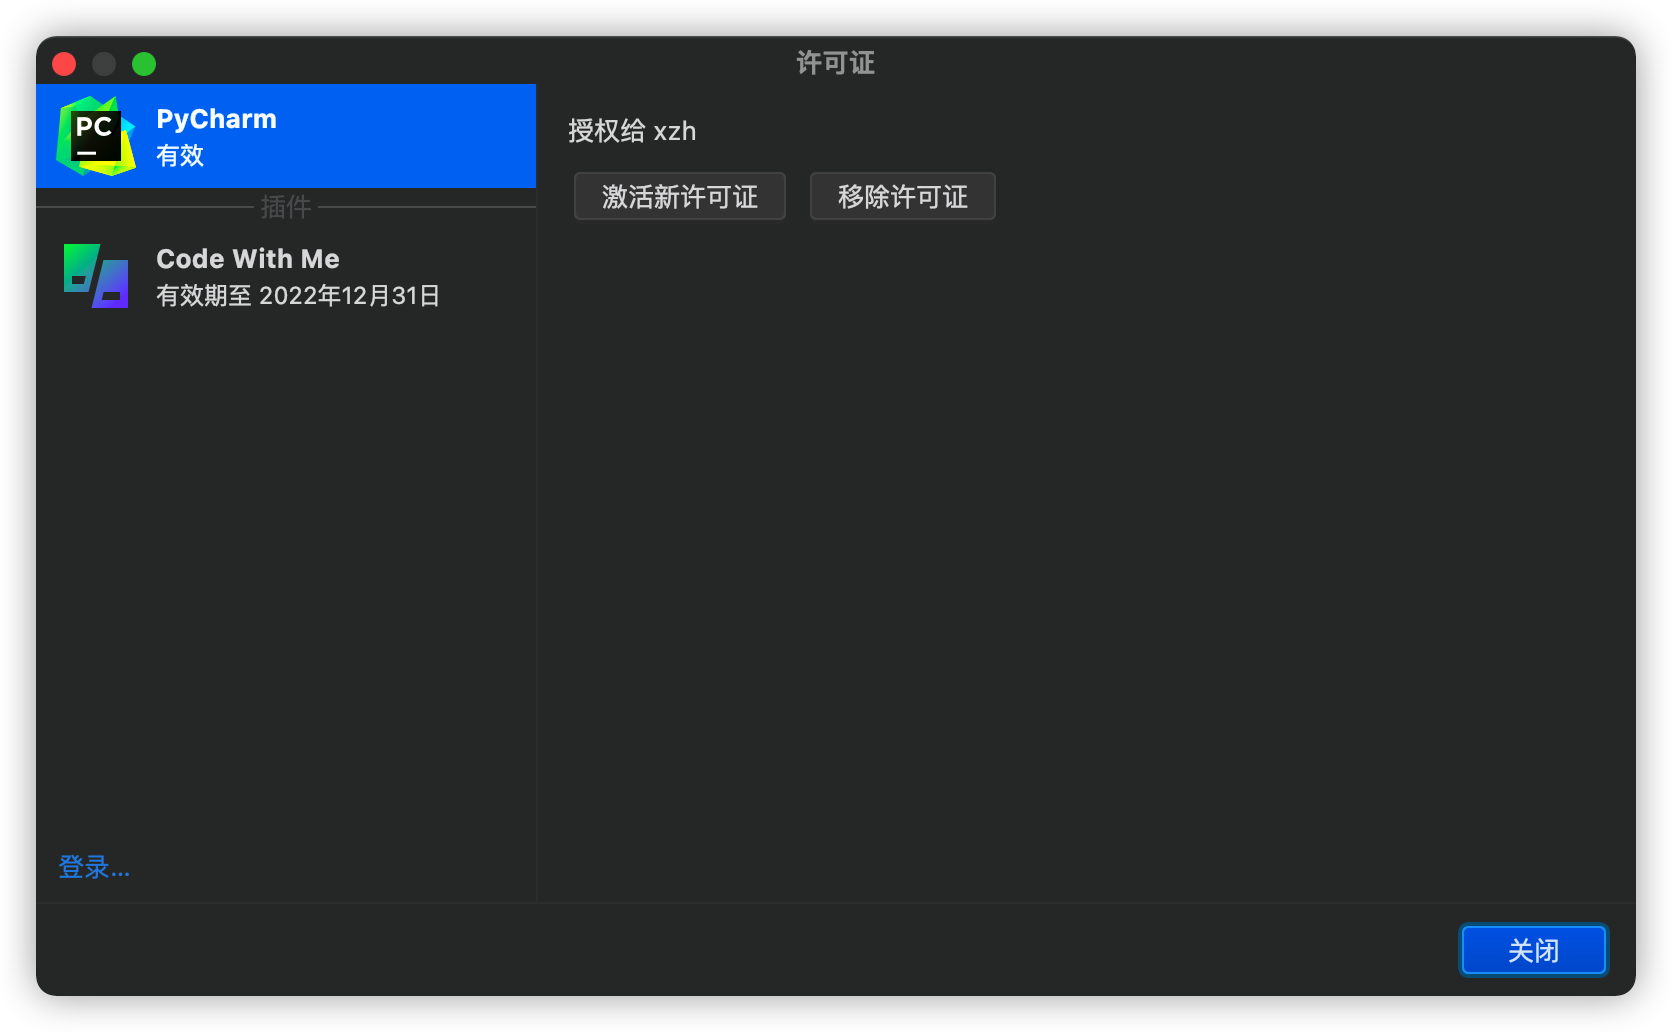 许可证
PC
PyCharm
有效
插件
Code With Me
有效期至 2022年12月31日
登录...
授权给 xzh
激活新许可证
移除许可证
关闭